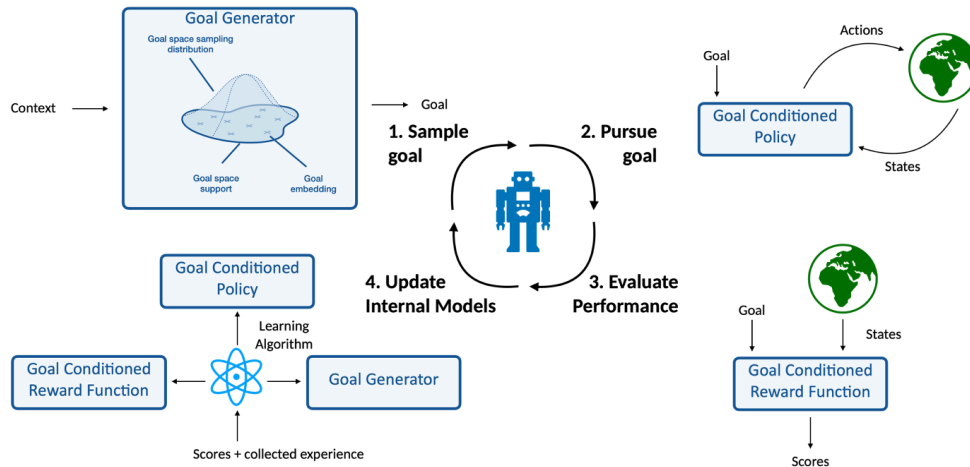 Goal Generator
Goal space sampling
distribution
Context
Goal
Goal space
support
Goal
embedding
1. Sample
goal
2. Pursue
goal
3. Evaluate
Performance
4. Update
Internal Models
Goal
Actions
Goal Conditioned
Policy
States
Goal Conditioned
Policy
Learning
Algorithm
Goal Conditioned
Reward Function
Goal Generator
Scores + collected experience
Goal
States
Goal Conditioned
Reward Function
Scores